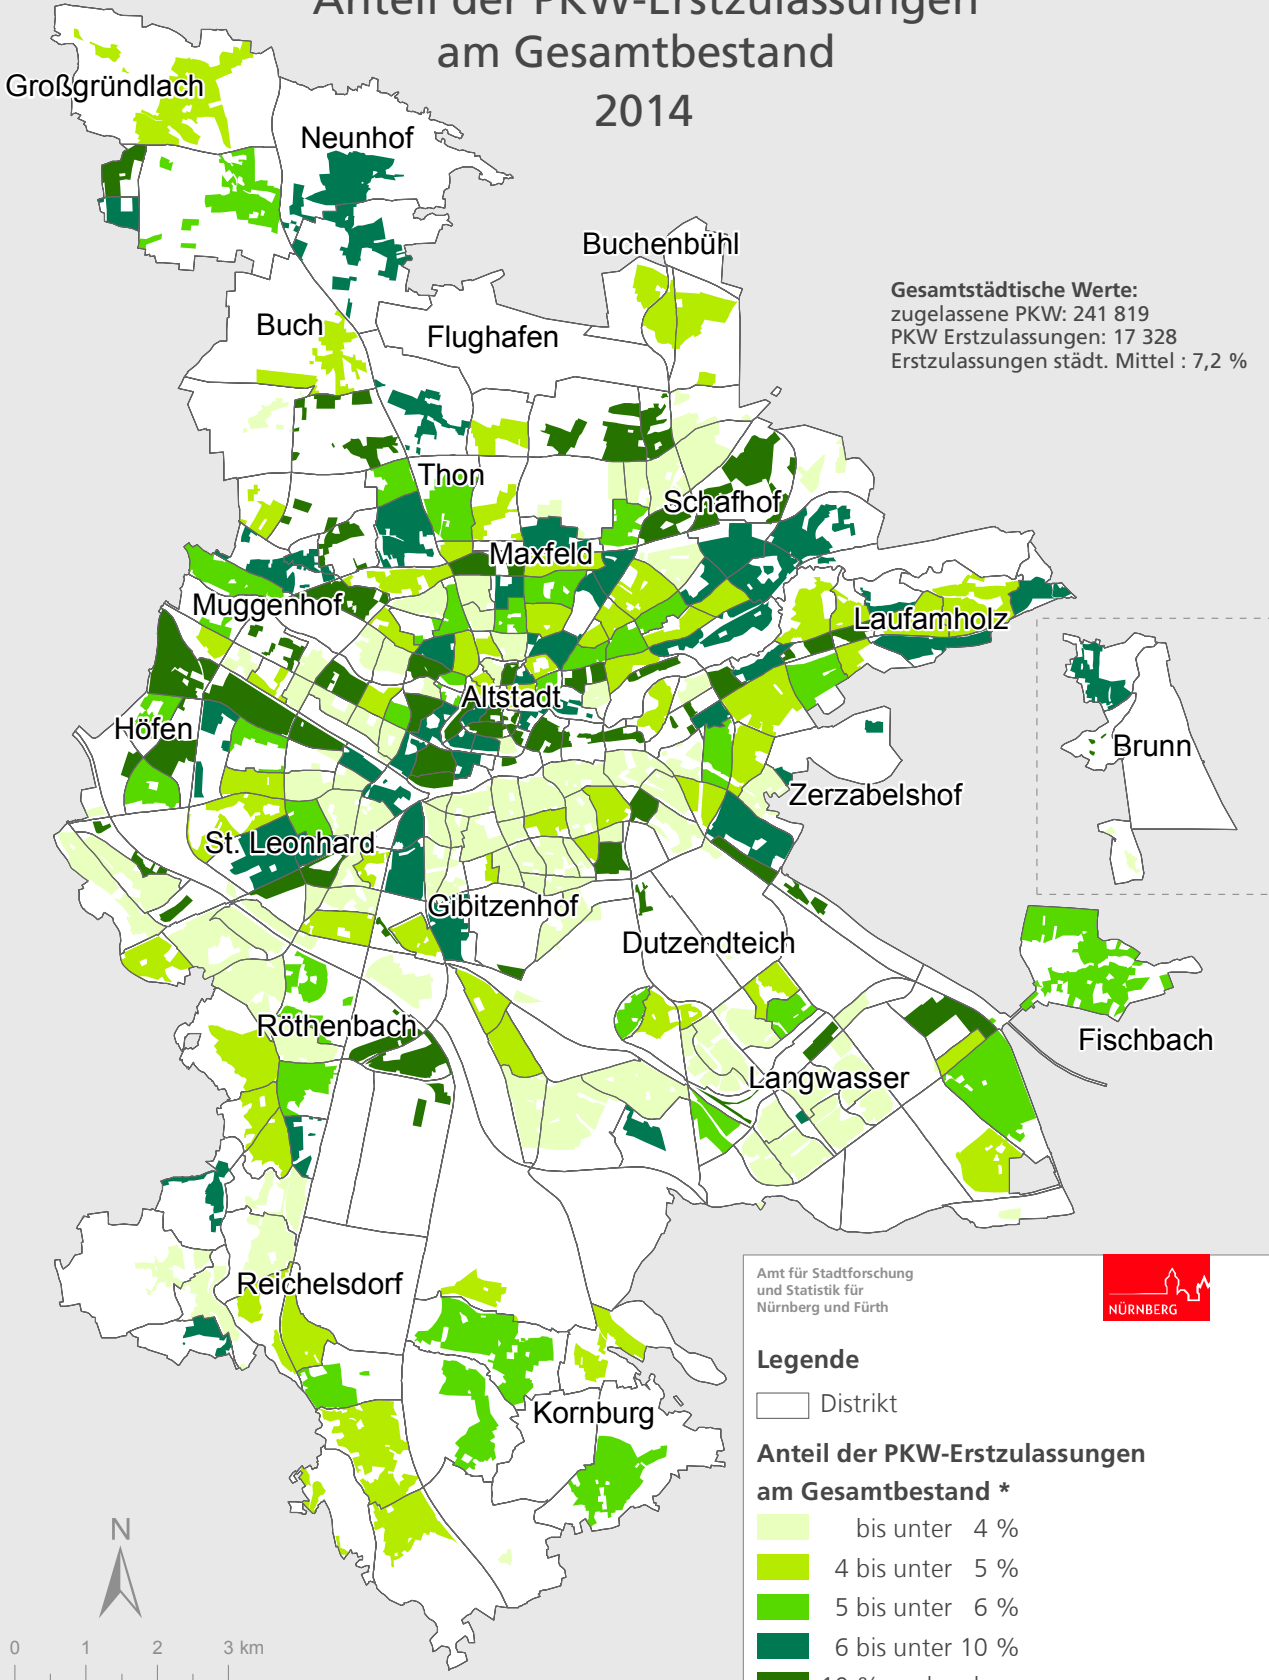 Anteil der PKW-Erstzulassungen
am Gesamtbestand
2014
Großgründlach
Neunhof
Buchenbühl
Gesamtstädtische Werte:
zugelassene PKW: 241 819
PKW Erstzulassungen: 17 328
Erstzulassungen städt. Mittel : 7,2 %
Buch
Flughafen
Thon
Schafhof
Maxfeld
Muggenhof
Laufamholz
Altstadt
Höfen
Brunn
Zerzabelshof
St. Leonhard
Gibitzenhof
Dutzendteich
Röthenbach
Fischbach
Langwasser
Reichelsdorf
Kornburg
Amt für Stadtforschung
und Statistik für
Nürnberg und Fürth
NÜRNBERG
Legende
Distrikt
Anteil der PKW-Erstzulassungen
am Gesamtbestand *
bis unter 4 %
4 bis unter 5 %
5 bis unter 6 %
6 bis unter 10 %
N
0 1 2 3 km